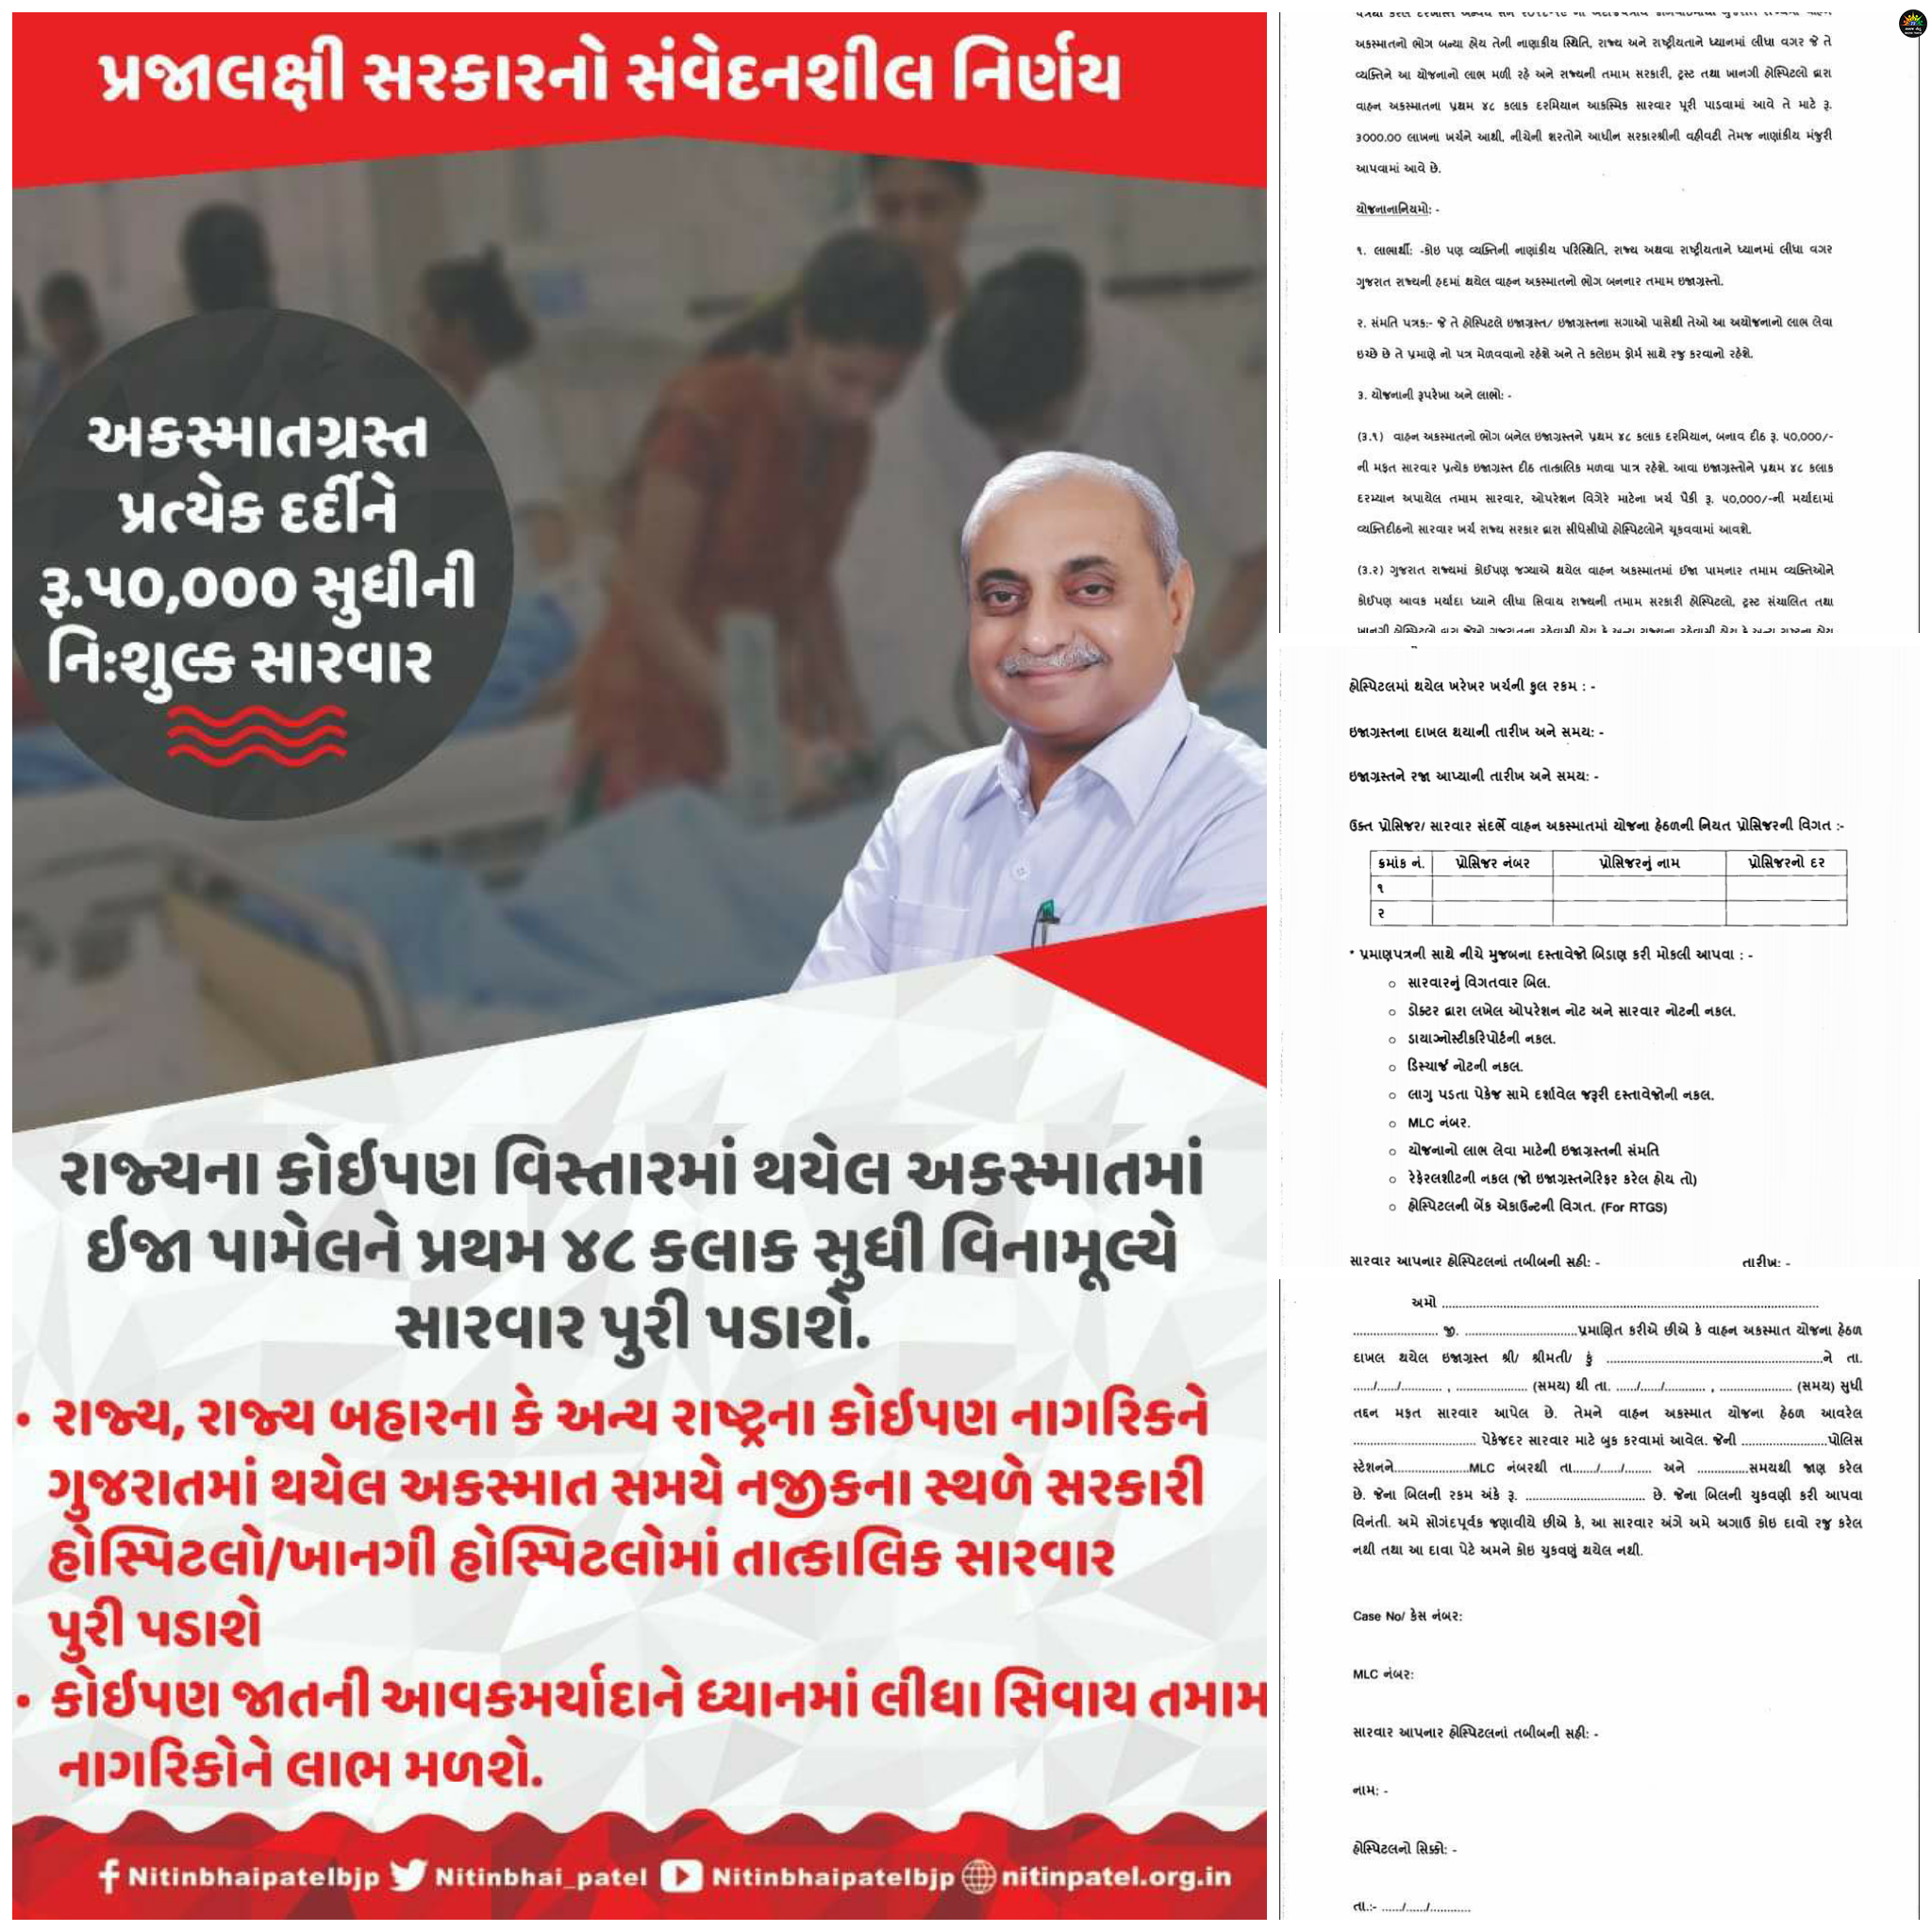 પ્રજાલક્ષી સરકારનો સંવેદનશીલ નિર્ણય
અકસ્માતગ્રસ્ત
પ્રત્યેક દર્દીને
રૂ.૫૦,૦૦૦ સુધીની
નિઃશુલ્ક સારવાર
રાજ્યના કોઇપણ વિસ્તારમાં થયેલ અકસ્માતમાં
ઈજા પામેલને પ્રથમ ૪૮ કલાક સુધી વિનામૂલ્યે
સારવાર પુરી પડાશે.
• રાજ્ય, રાજ્ય બહારના કે અન્ય રાષ્ટ્રના કોઇપણ નાગરિકને
ગુજરાતમાં થયેલ અકસ્માત સમયે નજીકના સ્થળે સરકારી
હોસ્પિટલો/ખાનગી હોસ્પિટલોમાં તાત્કાલિક સારવાર
પુરી પડાશે
• કોઇપણ જાતની આવકમર્યાદાને ધ્યાનમાં લીધા સિવાય તમામ
નાગરિકોને લાભ મળશે.
Nitinbhaipatelbjp Nitinbhai_patel Nitinbhaipatelbjp nitinpatel.org.in
અકસ્માતનો ભોગ બન્યા હોય તેની નાણાકીય સ્થિતિ, રાજ્ય અને રાષ્ટ્રીયતાને ધ્યાનમાં લીધા વગર જે તે
વ્યક્તિને આ યોજનાનો લાભ મળી રહે અને રાજ્યની તમામ સરકારી, ટ્રસ્ટ તથા ખાનગી હોસ્પિટલો દ્રારા
વાહન અકસ્માતના પ્રથમ ૪૮ કલાક દરમિયાન આકસ્મિક સારવાર પૂરી પાડવામાં આવે તે માટે રૂ.
૩૦૦૦.૦૦ લાખના ખર્ચને આથી, નીચેની શરતોને આધીન સરકારશ્રીની વહીવટી તેમજ નાણાંકીય મંજુરી
આપવામાં આવે છે.
યોજનાનાનિયમો: -
૧. લાભાર્થી: -કોઇ પણ વ્યક્તિની નાણાંકીય પરિસ્થિતિ, રાજ્ય અથવા રાષ્ટ્રીયતાને ધ્યાનમાં લીધા વગર
ગુજરાત રાજ્યની હદમાં થયેલ વાહન અકસ્માતનો ભોગ બનનાર તમામ ઇજાગ્રસ્તો.
૨. સંમતિ પત્રક:- જે તે હોસ્પિટલે ઇજાગ્રસ્ત/ ઇજાગ્રસ્તના સગાઓ પાસેથી તેઓ આ અયોજનાનો લાભ લેવા
ઇચ્છે છે તે પ્રમાણે નો પત્ર મેળવવાનો રહેશે અને તે કલેઇમ ફોર્મ સાથે રજુ કરવાનો રહેશે.
૩. યોજનાની રૂપરેખા અને લાભો: -
(૩.૧) વાહન અકસ્માતનો ભોગ બનેલ ઇજાગ્રસ્તને પ્રથમ ૪૮ કલાક દરમિયાન, બનાવ દીઠ રૂ. ૫૦,૦૦૦/-
ની મફત સારવાર પ્રત્યેક ઇજાગ્રસ્ત દીઠ તાત્કાલિક મળવા પાત્ર રહેશે. આવા ઇજાગ્રસ્તોને પ્રથમ ૪૮ કલાક
દરમ્યાન અપાયેલ તમામ સારવાર, ઓપરેશન વિગેરે માટેના ખર્ચ પૈકી રૂ. ૫૦,૦૦૦/-ની મર્યાદામાં
વ્યક્તિદીઠનો સારવાર ખર્ચ રાજ્ય સરકાર દ્રારા સીધેસીધો હોસ્પિટલોને ચૂકવવામાં આવશે.
(૩.૨) ગુજરાત રાજ્યમાં કોઈપણ જગ્યાએ થયેલ વાહન અકસ્માતમાં ઈજા પામનાર તમામ વ્યક્તિઓને
કોઈપણ આવક મર્યાદા ધ્યાને લીધા સિવાય રાજ્યની તમામ સરકારી હોસ્પિટલો, ટ્રસ્ટ સંચાલિત તથા
હોસ્પિટલમાં થયેલ ખરેખર ખર્ચની કુલ રકમ : -
ઇજાગ્રસ્તના દાખલ થયાની તારીખ અને સમય: -
ઇજાગ્રસ્તને રજા આપ્યાની તારીખ અને સમય: -
ઉક્ત પ્રોસિજર/ સારવાર સંદર્ભે વાહન અકસ્માતમાં યોજના હેઠળની નિયત પ્રોસિજરની વિગત :-
ક્રમાંક નં. પ્રોસિજર નંબર પ્રોસિજરનું નામ પ્રોસિજરનો દર
૧
૨
* પ્રમાણપત્રની સાથે નીચે મુજબના દસ્તાવેજો બિડાણ કરી મોકલી આપવા : -
○ સારવારનું વિગતવાર બિલ.
○ ડોક્ટર દ્રારા લખેલ ઓપરેશન નોટ અને સારવાર નોટની નકલ.
○ ડાયાગ્નોસ્ટીકરિપોર્ટની નકલ.
○ ડિસ્ચાર્જ નોટની નકલ.
○ લાગુ પડતા પેકેજ સામે દર્શાવેલ જરૂરી દસ્તાવેજોની નકલ.
○ MLC નંબર.
○ યોજનાનો લાભ લેવા માટેની ઇજાગ્રસ્તની સંમતિ
○ રેફેરલશીટની નકલ (જો ઇજાગ્રસ્તનેરિફર કરેલ હોય તો)
○ હોસ્પિટલની બેંક એકાઉન્ટની વિગત. (For RTGS)
સારવાર આપનાર હોસ્પિટલનાં તબીબની સહી: - તારીખ: -
અમો ........................................
.................... જી. ....................પ્રમાણિત કરીએ છીએ કે વાહન અકસ્માત યોજના હેઠળ
દાખલ થયેલ ઇજાગ્રસ્ત શ્રી/ શ્રીમતી/ કું ........................................ને તા.
....../....../............ , .................... (સમય) થી તા. ....../....../............ , .................... (સમય) સુધી
તદ્દન મફત સારવાર આપેલ છે. તેમને વાહન અકસ્માત યોજના હેઠળ આવરેલ
.............................. પેકેજદર સારવાર માટે બુક કરવામાં આવેલ. જેની ....................પોલિસ
સ્ટેશનને....................MLC નંબરથી તા....../....../....... અને ..............સમયથી જાણ કરેલ
છે. જેના બિલની રકમ અંકે રૂ. .............................. છે. જેના બિલની ચુકવણી કરી આપવા
વિનંતી. અમે સોગંદપૂર્વક જણાવીયે છીએ કે, આ સારવાર અંગે અમે અગાઉ કોઇ દાવો રજુ કરેલ
નથી તથા આ દાવા પેટે અમને કોઇ ચુકવણું થયેલ નથી.
Case No/ કેસ નંબર:
MLC નંબર:
સારવાર આપનાર હોસ્પિટલનાં તબીબની સહી: -
નામ: -
હોસ્પિટલનો સિક્કો: -
તા.:- ....../....../............